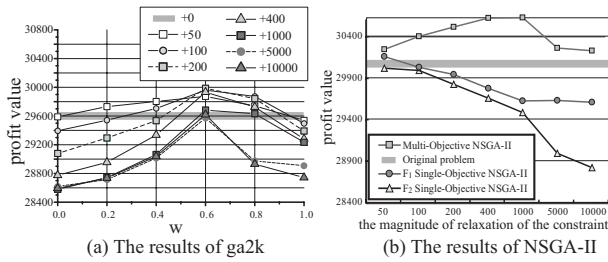 +0
+50
+100
+200
+400
+1000
+5000
+10000
profit value
30800
30400
30000
29600
29200
28800
28400
0.0 0.2 0.4 0.6 0.8 1.0
w
(a) The results of ga2k
profit value
30400
29900
29400
28900
28400
Multi-Objective NSGA-II
Original problem
F1 Single-Objective NSGA-II
F2 Single-Objective NSGA-II
50 100 200 400 1000 5000 10000
the magnitude of relaxation of the constraint
(b) The results of NSGA-II